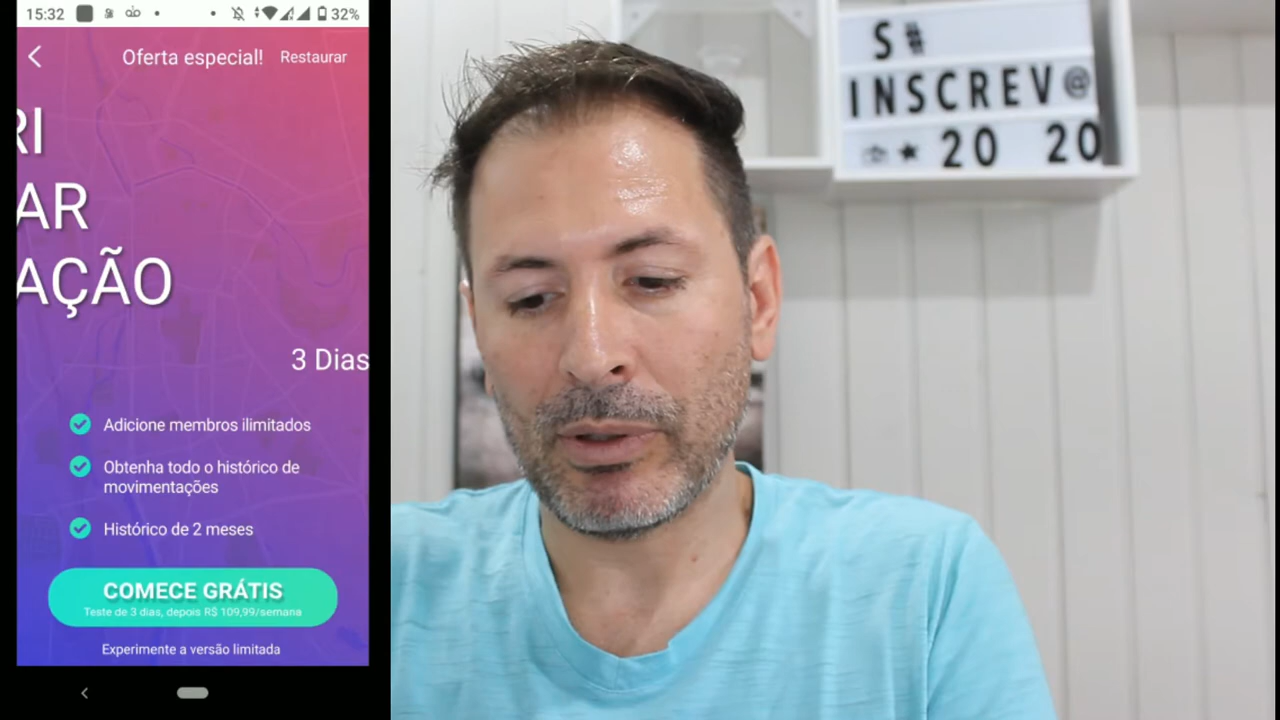 15:32
32%
Oferta especial!
Restaurar
RI
AR
AÇÃO
3 Dias
Adicione membros ilimitados
Obtenha todo o histórico de
movimentações
Histórico de 2 meses
COMECE GRÁTIS
Teste de 3 dias, depois R$ 109,99/semana
Experimente a versão limitada
S#
INSCREV@
20 20